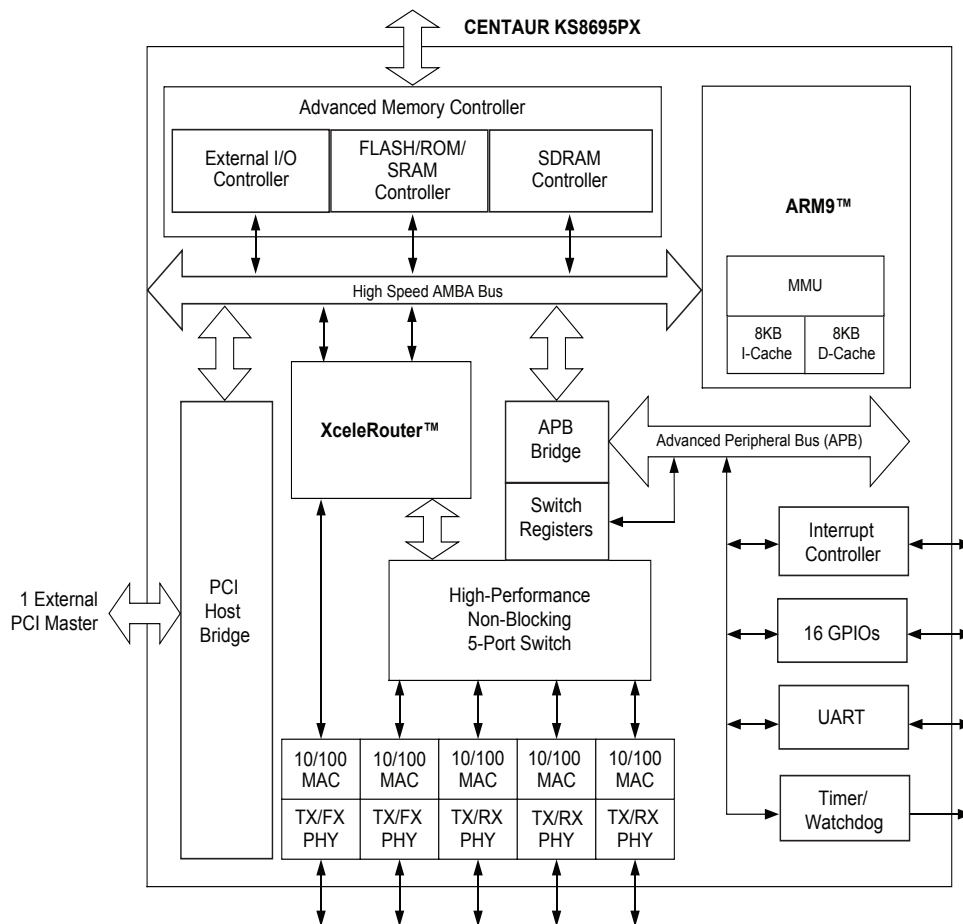 CENTAUR KS8695PX
Advanced Memory Controller
External I/O
Controller
FLASH/ROM/
SRAM
Controller
SDRAM
Controller
ARM9™
MMU
8KB
I-Cache
8KB
D-Cache
High Speed AMBA Bus
XceleRouter™
APB
Bridge
Advanced Peripheral Bus (APB)
Switch
Registers
Interrupt
Controller
1 External
PCI Master
PCI
Host
Bridge
High-Performance
Non-Blocking
5-Port Switch
16 GPIOs
UART
Timer/
Watchdog
10/100
MAC
10/100
MAC
10/100
MAC
10/100
MAC
10/100
MAC
TX/FX
PHY
TX/FX
PHY
TX/RX
PHY
TX/RX
PHY
TX/RX
PHY